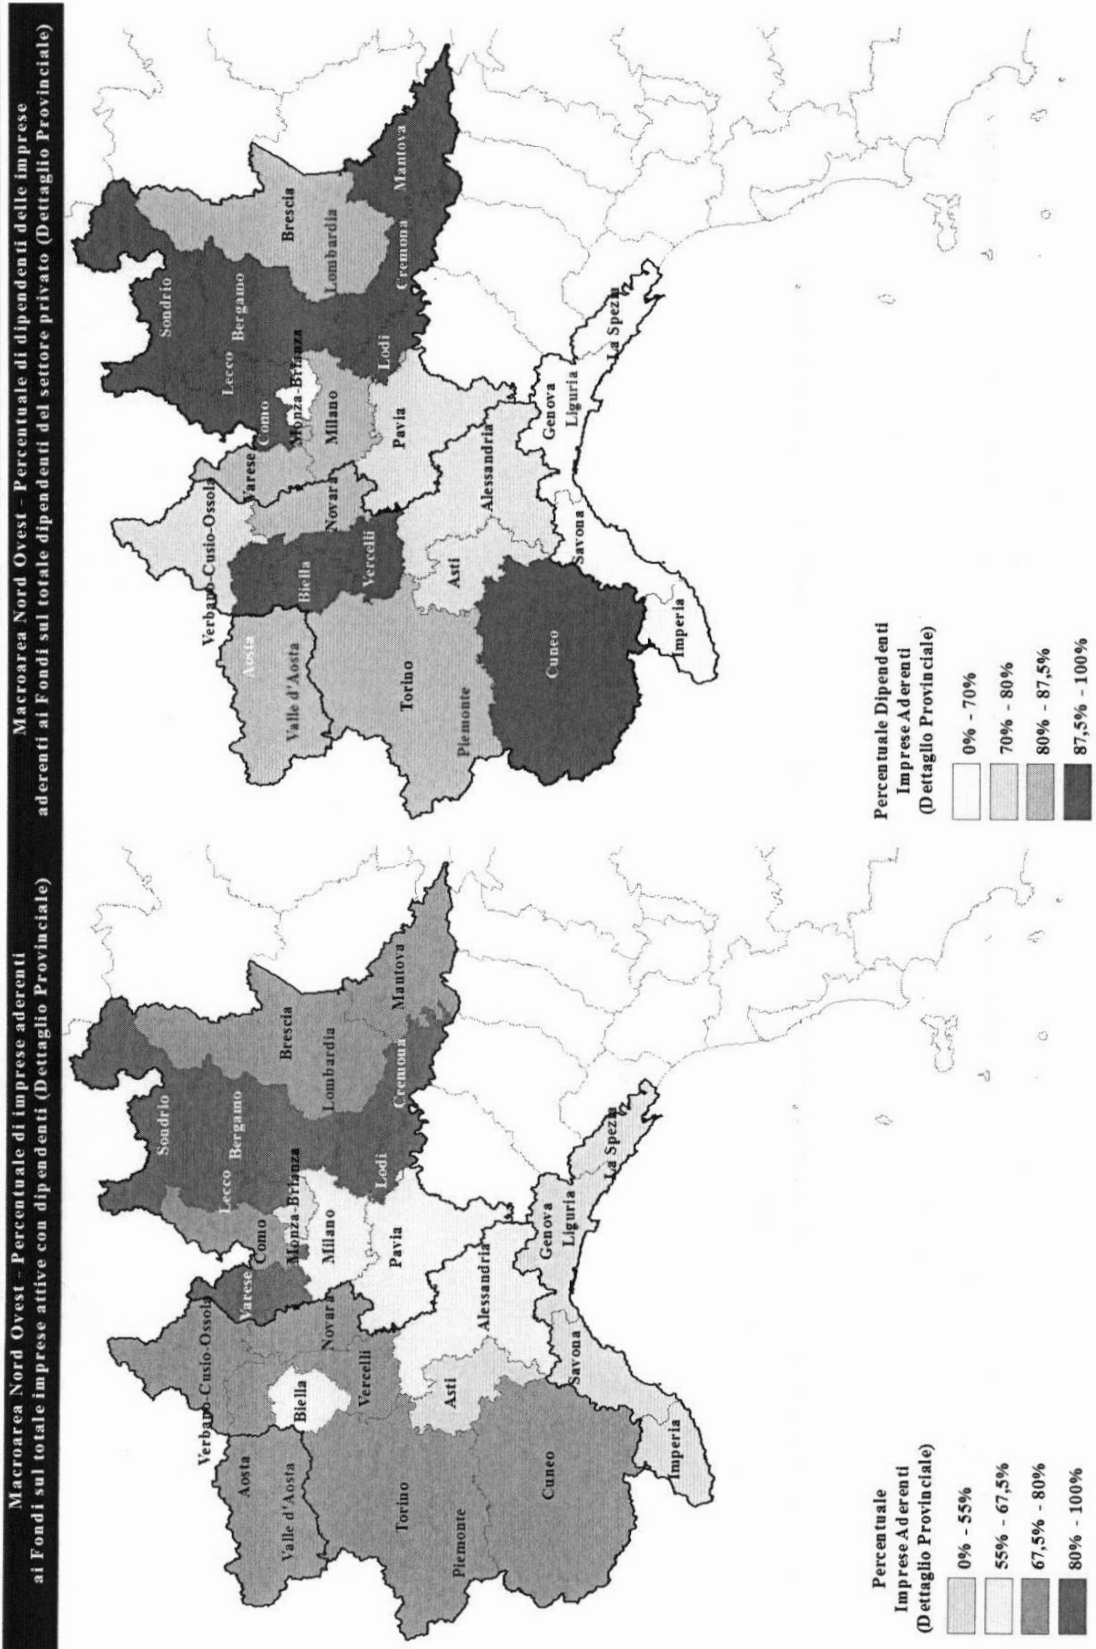 Macroarea Nord Ovest - Percentuale di imprese aderenti
ai Fondi sul totale imprese attive con dipendenti (Dettaglio Provinciale)
Macroarea Nord Ovest - Percentuale di dipendenti delle imprese
aderenti ai Fondi sul totale dipendenti del settore privato (Dettaglio Provinciale)
Sondrio
Lecco
Bergamo
Brescia
Lombardia
Mantova
Cremona
Lodi
Como
Monza-Brianza
Varese
Milano
Pavia
Verbano-Cusio-Ossola
Novara
Vercelli
Biella
Aosta
Valle d'Aosta
Torino
Piemonte
Asti
Alessandria
Cuneo
Genova
Liguria
La Spezia
Savona
Imperia
Percentuale
Imprese Aderenti
(Dettaglio Provinciale)
0% - 55%
55% - 67,5%
67,5% - 80%
80% - 100%
Sondrio
Lecco
Bergamo
Brescia
Lombardia
Mantova
Cremona
Lodi
Como
Monza-Brianza
Varese
Milano
Pavia
Verbano-Cusio-Ossola
Novara
Vercelli
Biella
Aosta
Valle d'Aosta
Torino
Piemonte
Asti
Alessandria
Cuneo
Genova
Liguria
La Spezia
Savona
Imperia
Percentuale Dipendenti
Imprese Aderenti
(Dettaglio Provinciale)
0% - 70%
70% - 80%
80% - 87,5%
87,5% - 100%